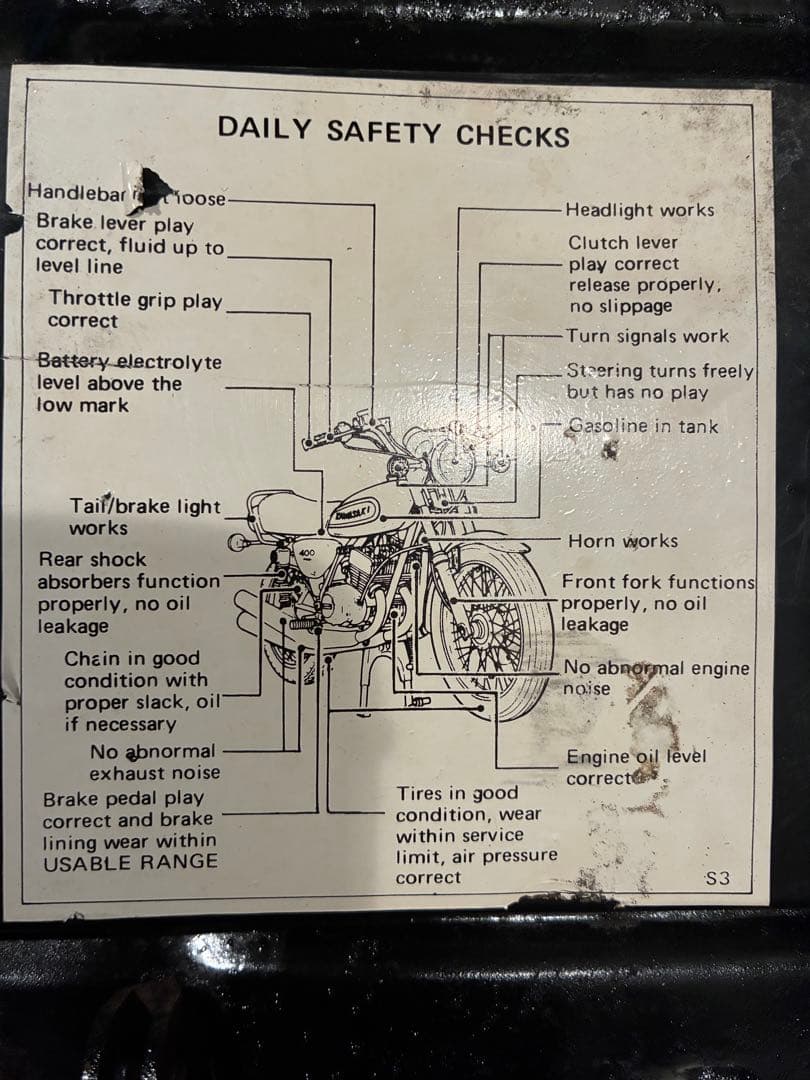 DAILY SAFETY CHECKS
Handlebar loose
Brake lever play
correct, fluid up to
level line
Throttle grip play
correct
Battery electrolyte
level above the
low mark
Tail/brake light
works
Rear shock
absorbers function
properly, no oil
leakage
Chain in good
condition with
proper slack, oil
if necessary
No abnormal
exhaust noise
Brake pedal play
correct and brake
lining wear within
USABLE RANGE
Headlight works
Clutch lever
play correct
release properly,
no slippage
Turn signals work
Steering turns freely
but has no play
Gasoline in tank
KAWASAKI
400
Horn works
Front fork functions
properly, no oil
leakage
No abnormal engine
noise
Engine oil level
correct
Tires in good
condition, wear
within service
limit, air pressure
correct
S3